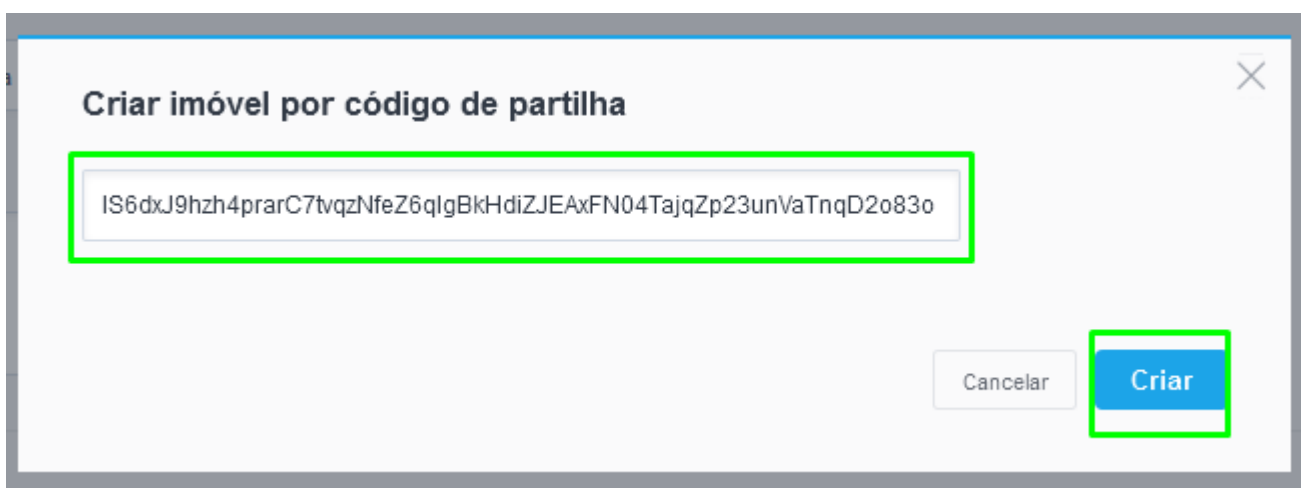 Criar imóvel por código de partilha
IS6dxJ9hzh4prarC7tvqzNfeZ6qIgBkHdiZJEAxFN04TajqZp23unVaTnqD2o83o
Cancelar
Criar